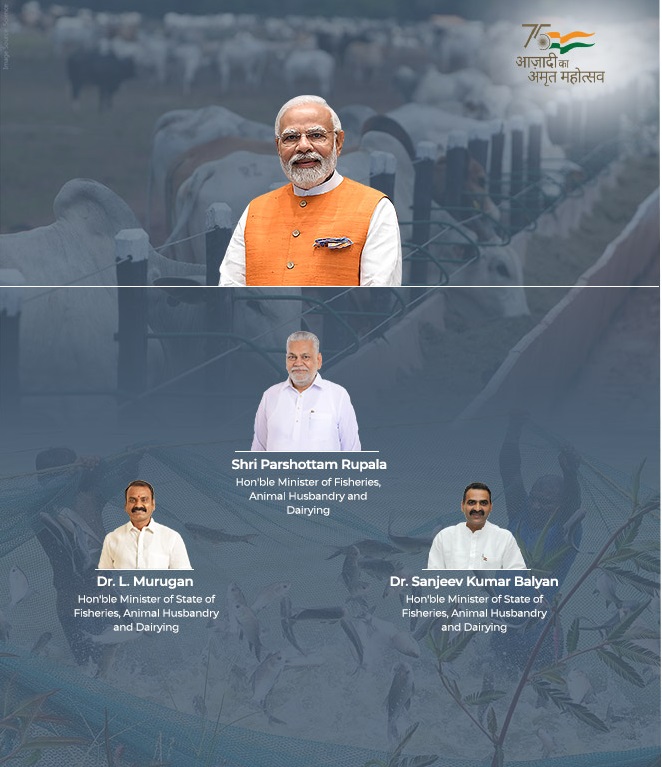 75
आज़ादी का
अमृत महोत्सव
Shri Parshottam Rupala
Hon'ble Minister of Fisheries,
Animal Husbandry and
Dairying
Dr. L. Murugan
Hon'ble Minister of State of
Fisheries, Animal Husbandry
and Dairying
Dr. Sanjeev Kumar Balyan
Hon'ble Minister of State of
Fisheries, Animal Husbandry
and Dairying